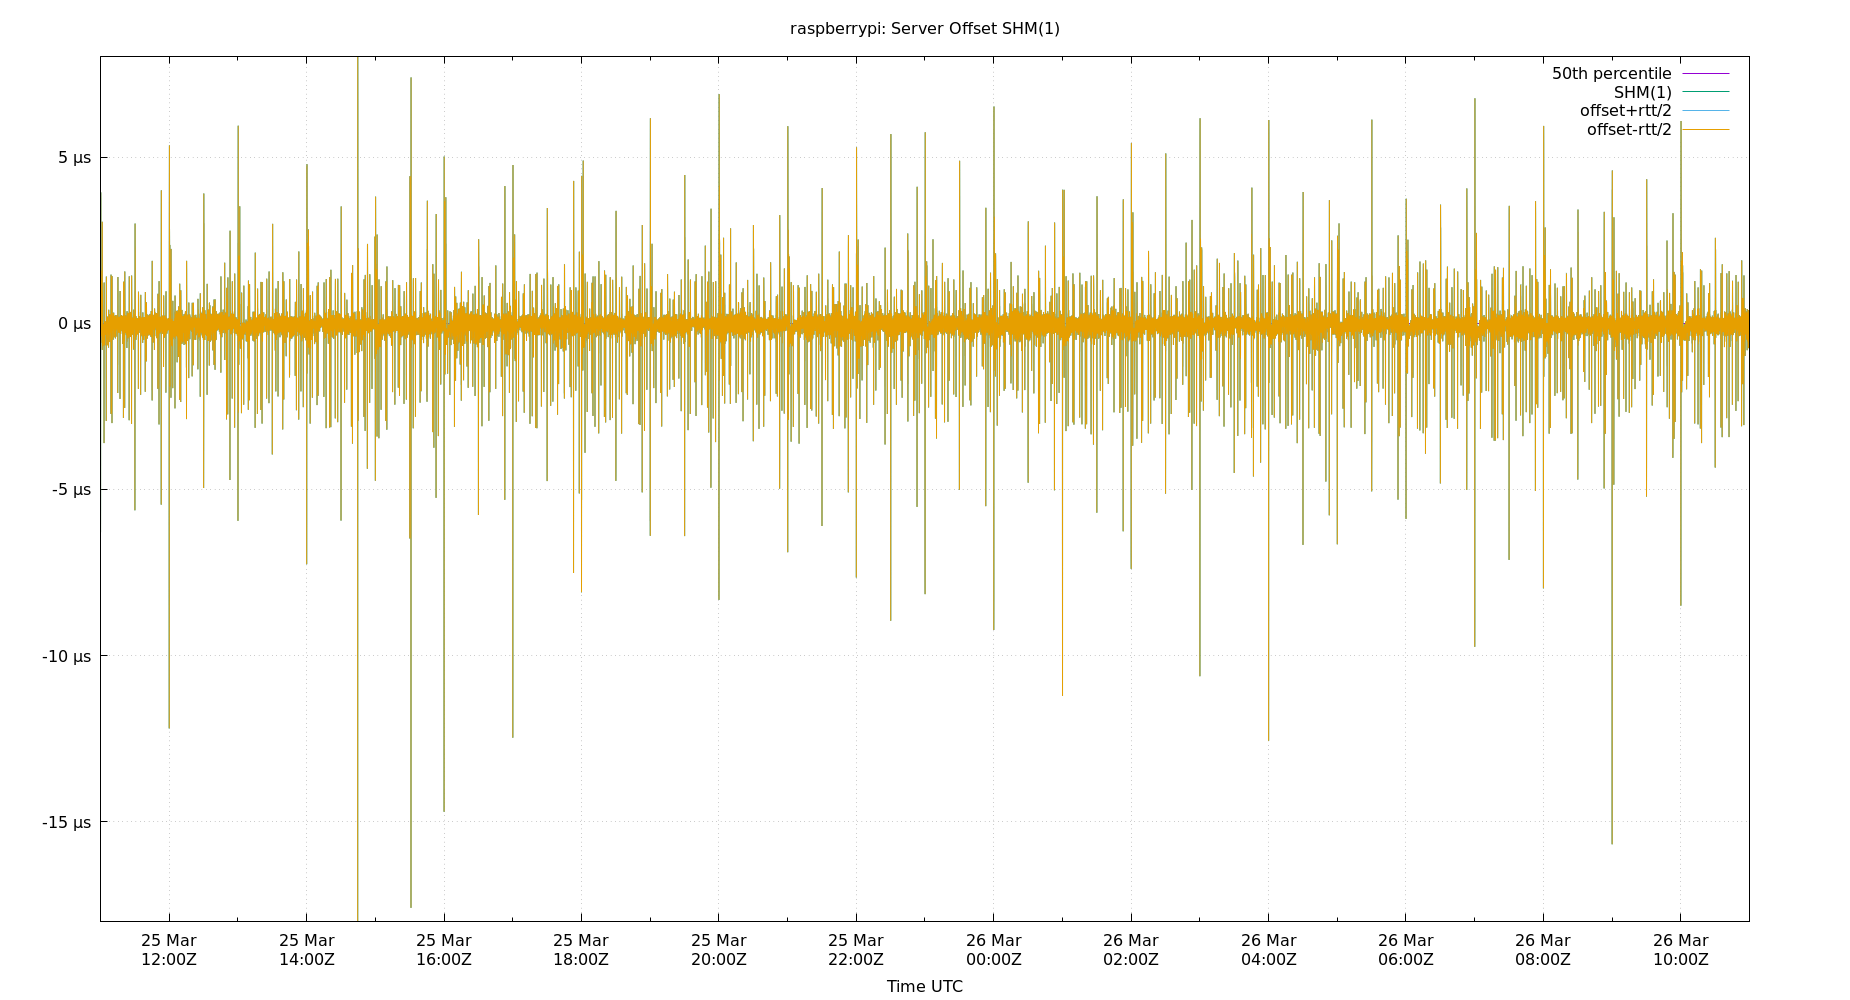 raspberrypi: Server Offset SHM(1)
50th percentile
SHM(1)
offset+rtt/2
offset-rtt/2
5 µs
0 µs
-5 µs
-10 µs
-15 µs
25 Mar 25 Mar 25 Mar 25 Mar 25 Mar 25 Mar 26 Mar 26 Mar 26 Mar 26 Mar 26 Mar 26 Mar
12:00Z 14:00Z 16:00Z 18:00Z 20:00Z 22:00Z 00:00Z 02:00Z 04:00Z 06:00Z 08:00Z 10:00Z
Time UTC